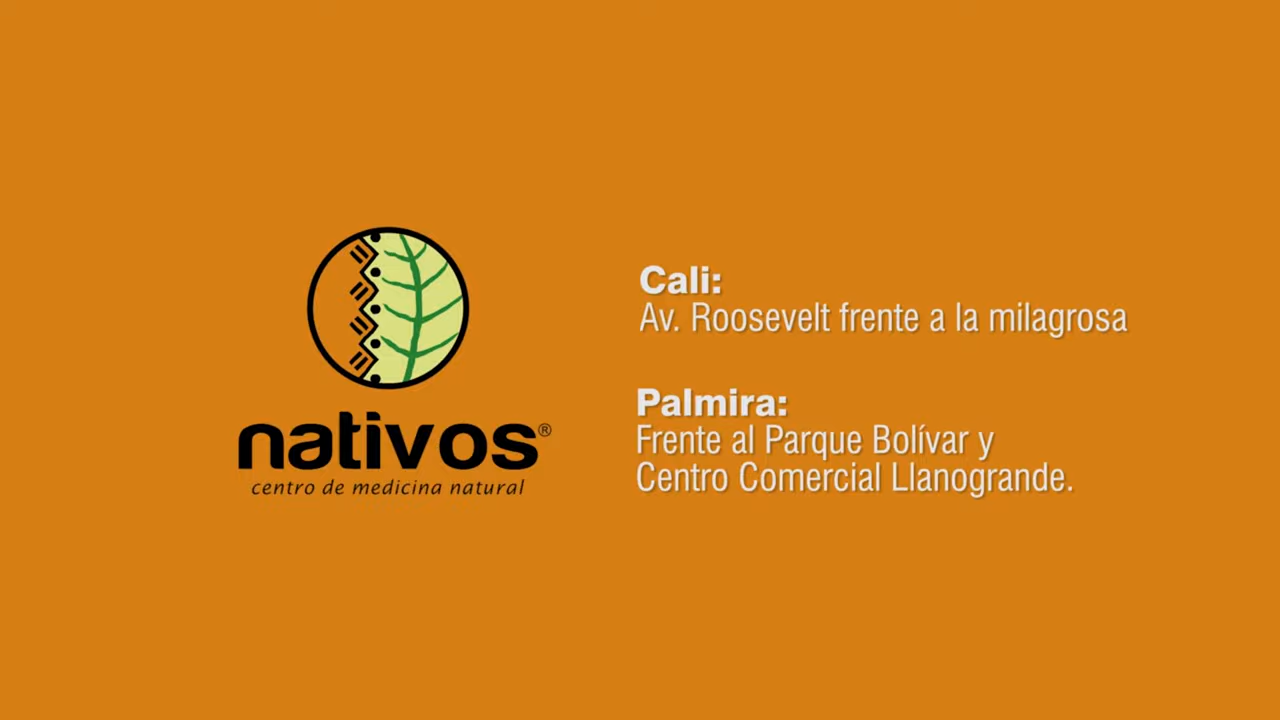 nativos®
centro de medicina natural
Cali:
Av. Roosevelt frente a la milagrosa
Palmira:
Frente al Parque Bolívar y
Centro Comercial Llanogrande.